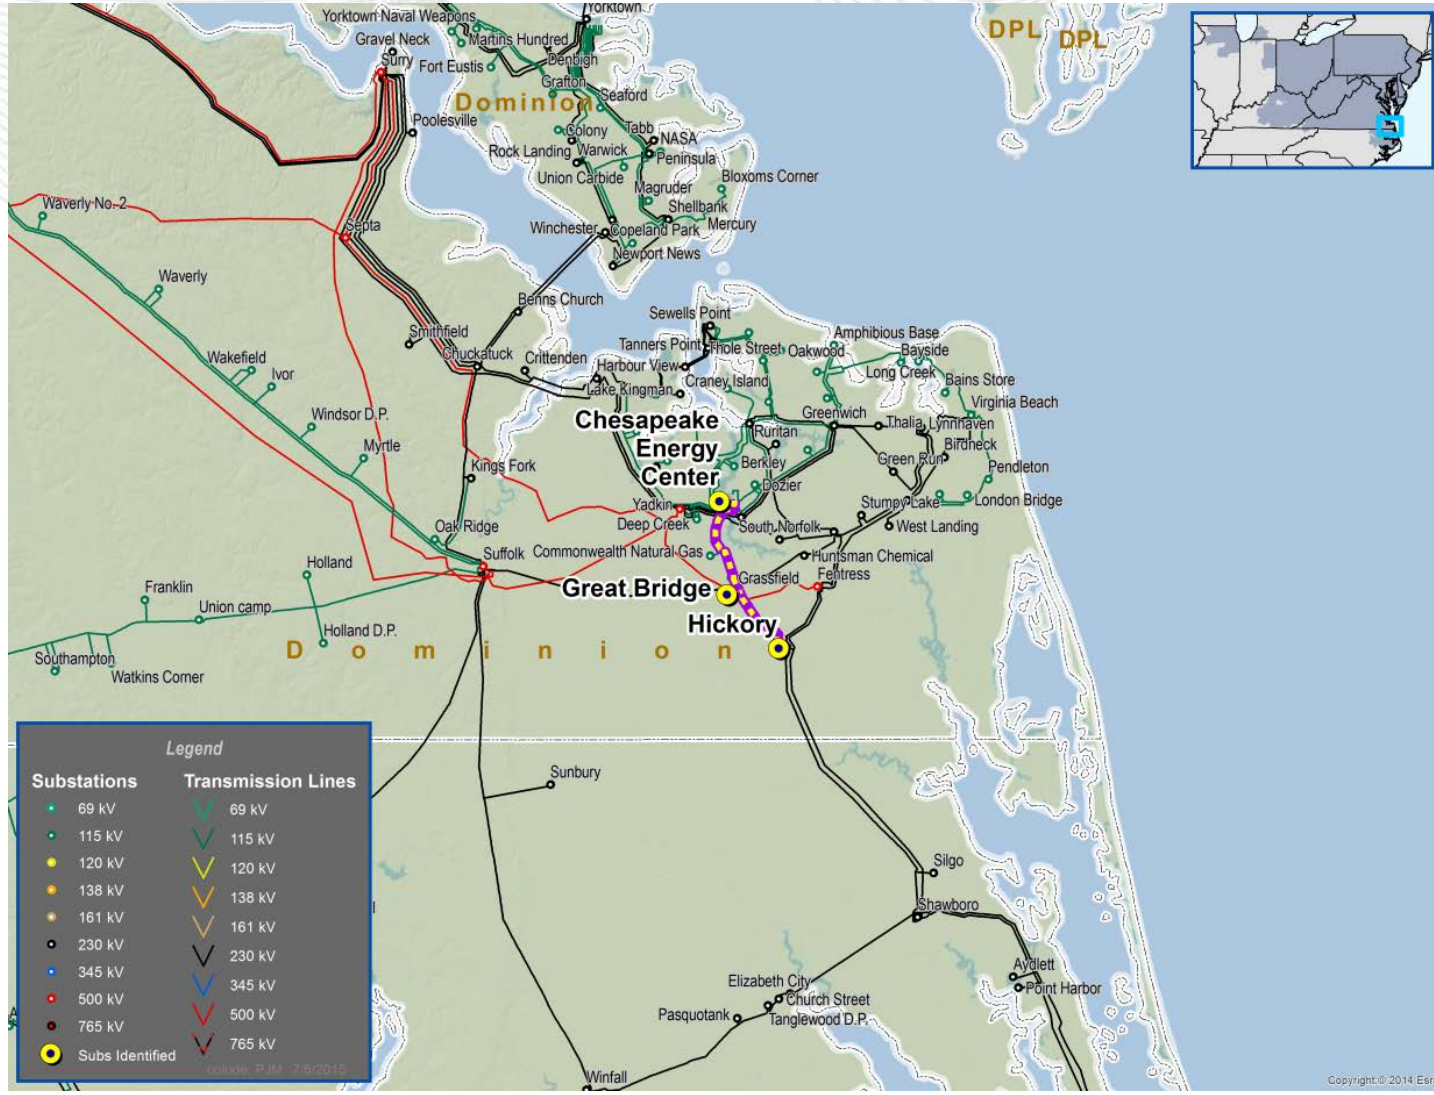 Yorktown Naval Weapons
Yorktown
Gravel Neck
Martins Hundred
Surry
Fort Eustis
Denbigh
Grafton
DPL
DPL
Dominion
Seaford
Poolesville
Colony
Tabb
NASA
Rock Landing
Warwick
Peninsula
Union Carbide
Magruder
Bloxoms Corner
Waverly No. 2
Septa
Shellbank
Winchester
Copeland Park
Mercury
Newport News
Waverly
Benns Church
Smithfield
Sewells Point
Amphibious Base
Tanners Point
Thole Street
Oakwood
Bayside
Wakefield
Chuckatuck
Crittenden
Harbour View
Long Creek
Ivor
Lake Kingman
Craney Island
Bains Store
Virginia Beach
Windsor D.P.
Chesapeake
Energy
Center
Greenwich
Thalia
Lynnhaven
Ruritan
Birdneck
Myrtle
Green Run
Pendleton
Kings Fork
Berkley
Dozier
Yadkin
Stumpy Lake
London Bridge
Oak Ridge
Deep Creek
South Norfolk
West Landing
Suffolk
Commonwealth Natural Gas
Huntsman Chemical
Holland
Grassfield
Fentress
Franklin
Great Bridge
Union camp
Hickory
Holland D.P.
Dominion
Southampton
Watkins Corner
Legend
Substations
Transmission Lines
69 kV
69 kV
115 kV
115 kV
120 kV
120 kV
138 kV
138 kV
161 kV
161 kV
230 kV
230 kV
345 kV
345 kV
500 kV
500 kV
765 kV
765 kV
Subs Identified
Sunbury
Silgo
Shawboro
Aydlett
Point Harbor
Elizabeth City
Church Street
Pasquotank
Tanglewood D.P.
Winfall
Copyright:© 2014 Esr